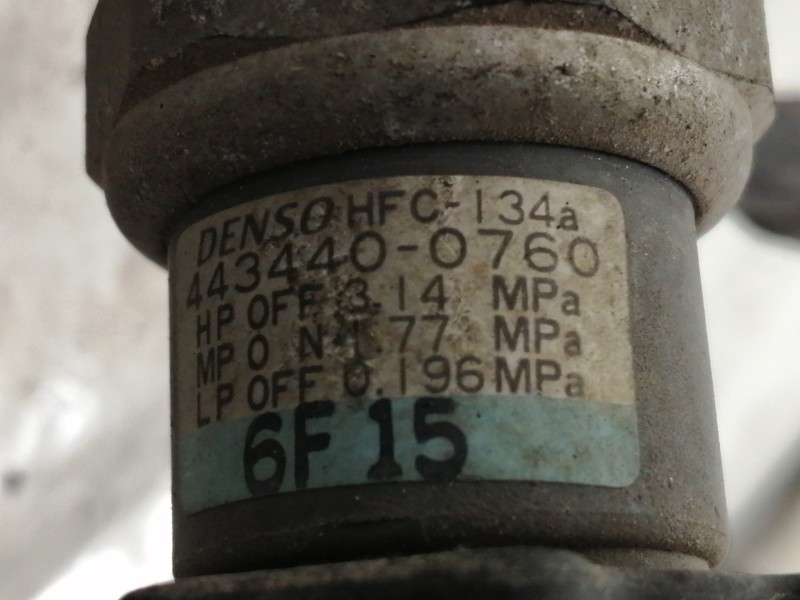 DENSO HFC-134a
443440-0760
HP OFF 3.14 MPa
MP O N 1.77 MPa
LP OFF 0.196 MPa
6F 15